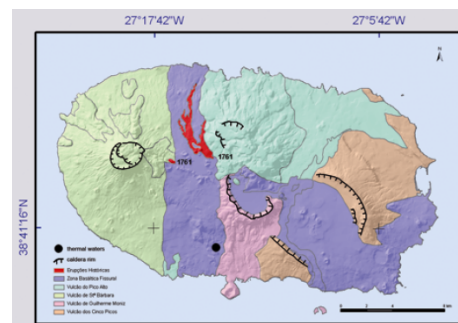 27°17'42"W
27°5'42"W
N
1761
1761
38°41'16"N
thermal waters
caldera rim
Erupções Históricas
Zona Basáltica Fissural
Vulcão do Pico Alto
Vulcão de Stª Bárbara
Vulcão de Guilherme Moniz
Vulcão dos Cinco Picos